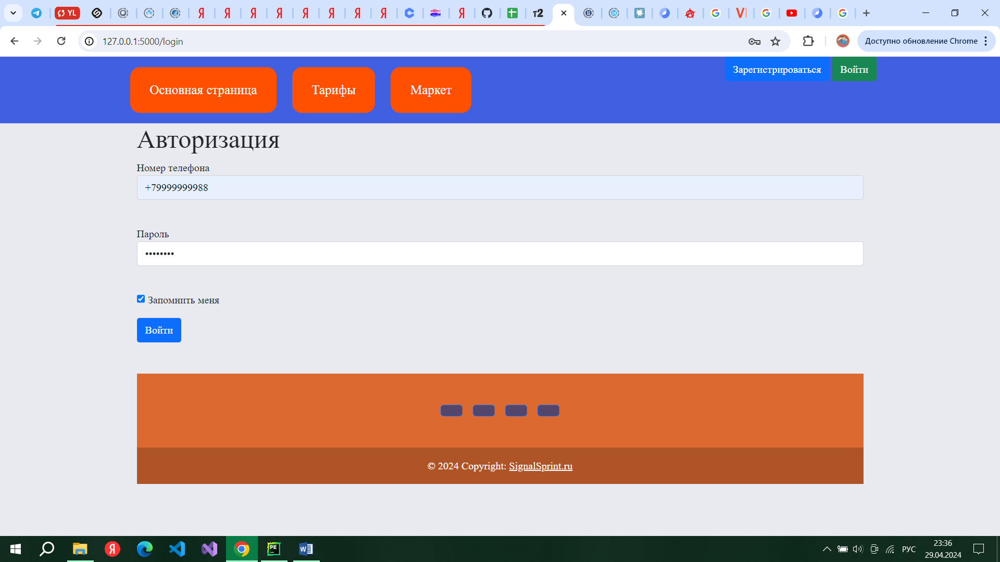 YL
Я Я Я Я Я Я Я Я Я
T2
127.0.0.1:5000/login
Доступно обновление Chrome
Основная страница
Тарифы
Маркет
Зарегистрироваться
Войти
Авторизация
Номер телефона
+79999999988
Пароль
••••••••
Запомнить меня
Войти
© 2024 Copyright: SignalSprint.ru
РУС
23:36
29.04.2024